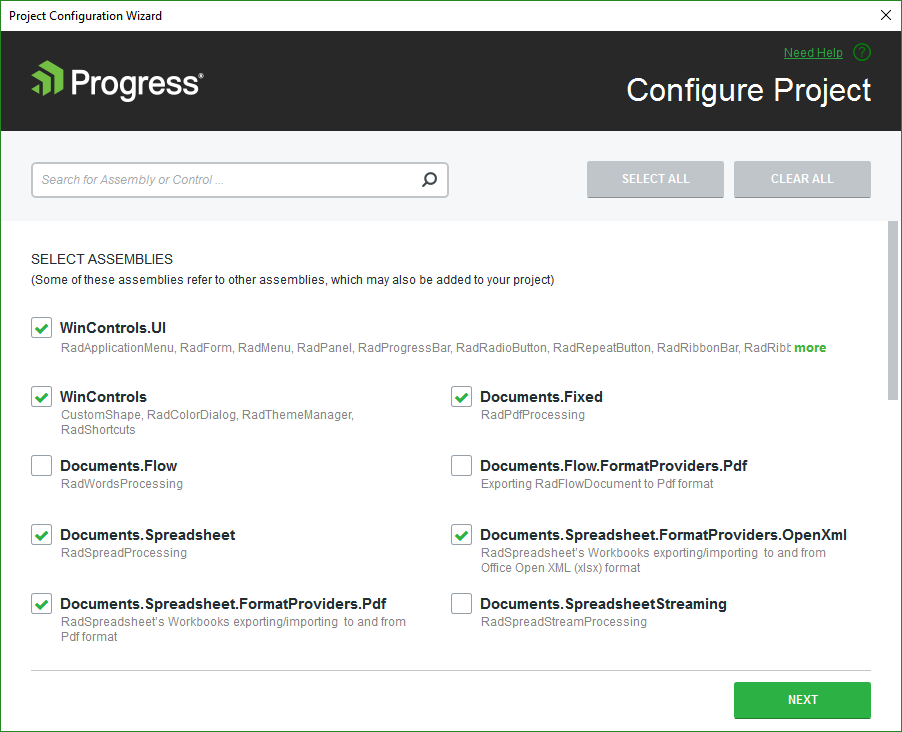 Project Configuration Wizard
Need Help ?
Progress®
Configure Project
Search for Assembly or Control ...
SELECT ALL
CLEAR ALL
SELECT ASSEMBLIES
(Some of these assemblies refer to other assemblies, which may also be added to your project)
WinControls.UI
RadApplicationMenu, RadForm, RadMenu, RadPanel, RadProgressBar, RadRadioButton, RadRepeatButton, RadRibbonBar, RadRibb more
WinControls
CustomShape, RadColorDialog, RadThemeManager,
RadShortcuts
Documents.Fixed
RadPdfProcessing
Documents.Flow
RadWordsProcessing
Documents.Flow.FormatProviders.Pdf
Exporting RadFlowDocument to Pdf format
Documents.Spreadsheet
RadSpreadProcessing
Documents.Spreadsheet.FormatProviders.OpenXml
RadSpreadsheet's Workbooks exporting/importing to and from
Office Open XML (xlsx) format
Documents.Spreadsheet.FormatProviders.Pdf
RadSpreadsheet's Workbooks exporting/importing to and from
Pdf format
Documents.SpreadsheetStreaming
RadSpreadStreamProcessing
NEXT